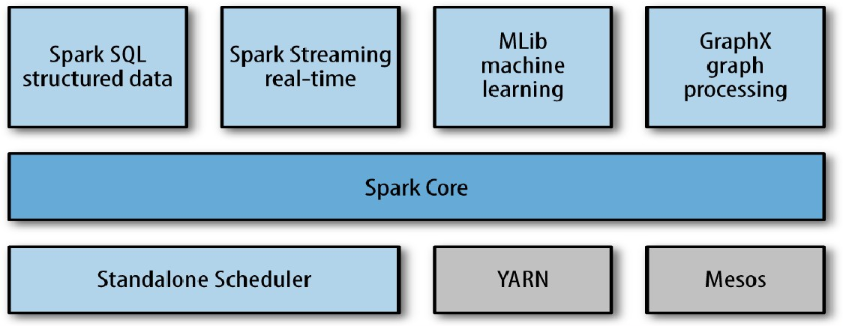 Spark SQL
structured data
Spark Streaming
real-time
MLib
machine
learning
GraphX
graph
processing
Spark Core
Standalone Scheduler
YARN
Mesos